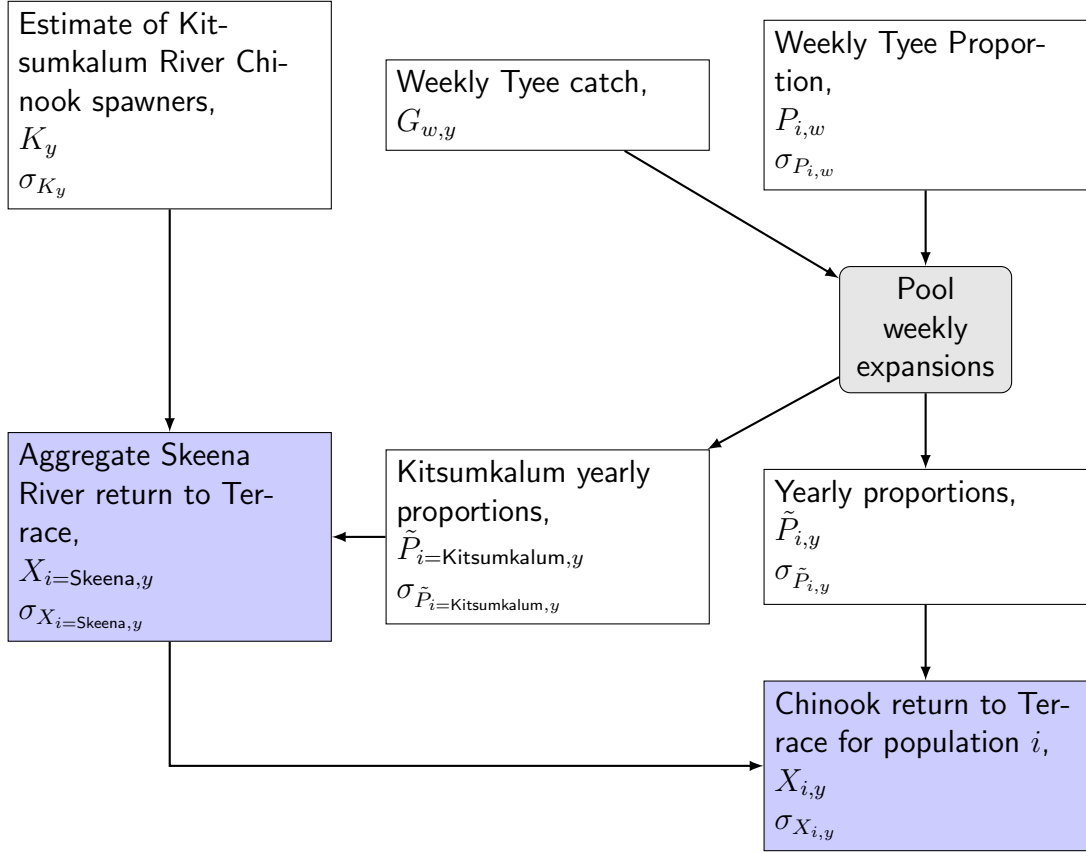 Estimate of Kit-
sumkalum River Chi-
nook spawners,
K_y
σ_{K_y}
Weekly Tyee catch,
G_{w,y}
Weekly Tyee Propor-
tion,
P_{i,w}
σ_{P_{i,w}}
Pool
weekly
expansions
Aggregate Skeena
River return to Ter-
race,
X_{i=Skeena,y}
σ_{X_{i=Skeena,y}}
Kitsumkalum yearly
proportions,
P̃_{i=Kitsumkalum,y}
σ_{P̃_{i=Kitsumkalum,y}}
Yearly proportions,
P̃_{i,y}
σ_{P̃_{i,y}}
Chinook return to Ter-
race for population i,
X_{i,y}
σ_{X_{i,y}}